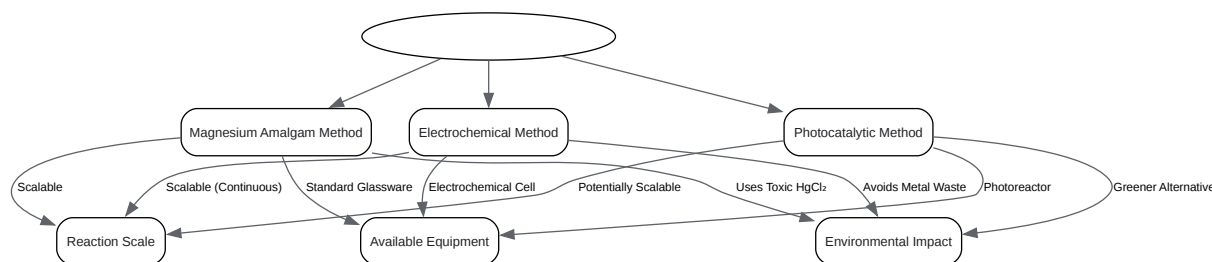 Magnesium Amalgam Method
Electrochemical Method
Photocatalytic Method
Scalable
Scalable (Continuous)
Standard Glassware
Electrochemical Cell
Potentially Scalable
Uses Toxic HgCl₂
Avoids Metal Waste
Photoreactor
Greener Alternative
Reaction Scale
Available Equipment
Environmental Impact